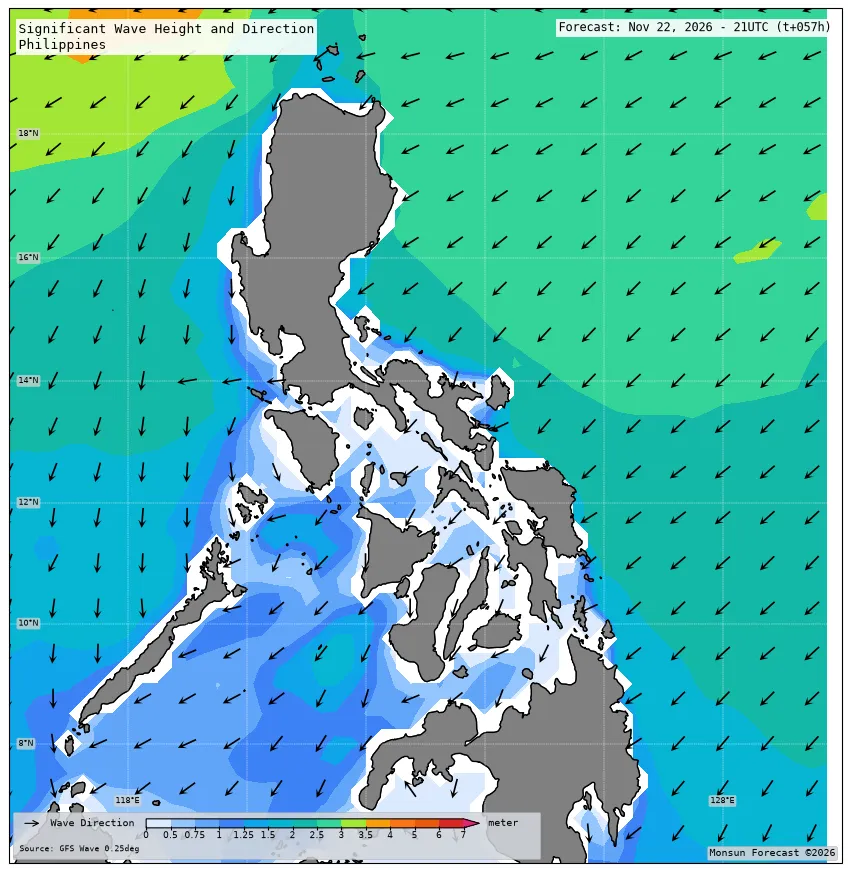 Significant Wave Height and Direction
Philippines
Forecast: Nov 22, 2026 - 21UTC (t+057h)
18°N
16°N
14°N
12°N
10°N
8°N
118°E
128°E
Wave Direction
meter
0 0.5 0.75 1 1.25 1.5 2 2.5 3 3.5 4 5 6 7
Source: GFS Wave 0.25deg
Monsun Forecast ©2026